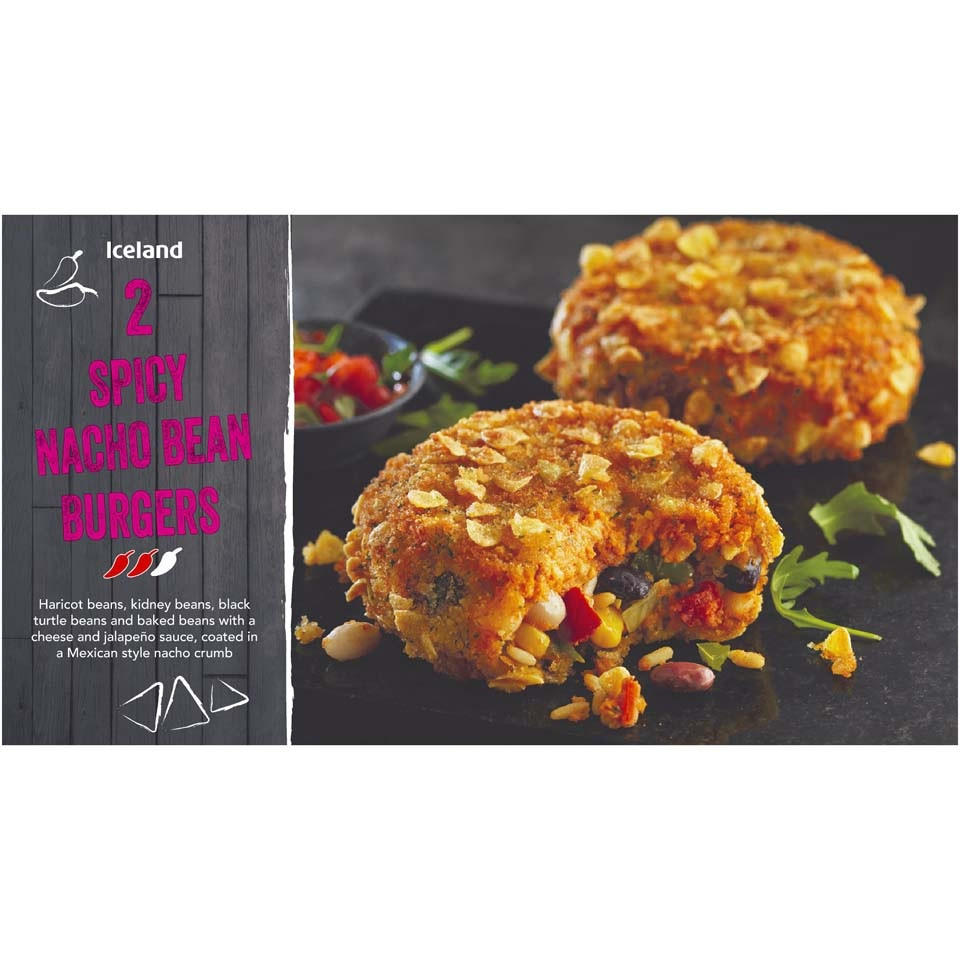 Iceland
2
SPICY
NACHO BEAN
BURGERS
Haricot beans, kidney beans, black
turtle beans and baked beans with a
cheese and jalapeño sauce, coated in
a Mexican style nacho crumb